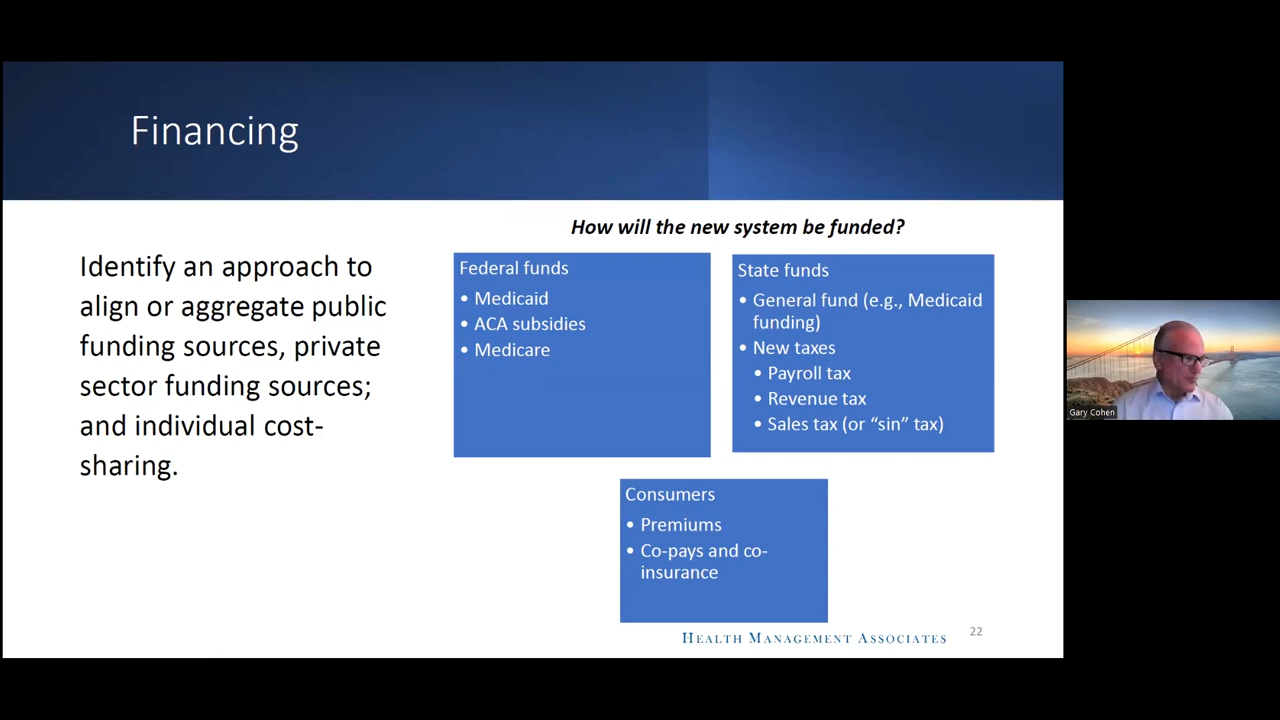 Financing
How will the new system be funded?
Identify an approach to
align or aggregate public
funding sources, private
sector funding sources;
and individual cost-
sharing.
Federal funds
• Medicaid
• ACA subsidies
• Medicare
State funds
• General fund (e.g., Medicaid
funding)
• New taxes
• Payroll tax
• Revenue tax
• Sales tax (or “sin” tax)
Consumers
• Premiums
• Co-pays and co-
insurance
HEALTH MANAGEMENT ASSOCIATES
22
Gary Cohen